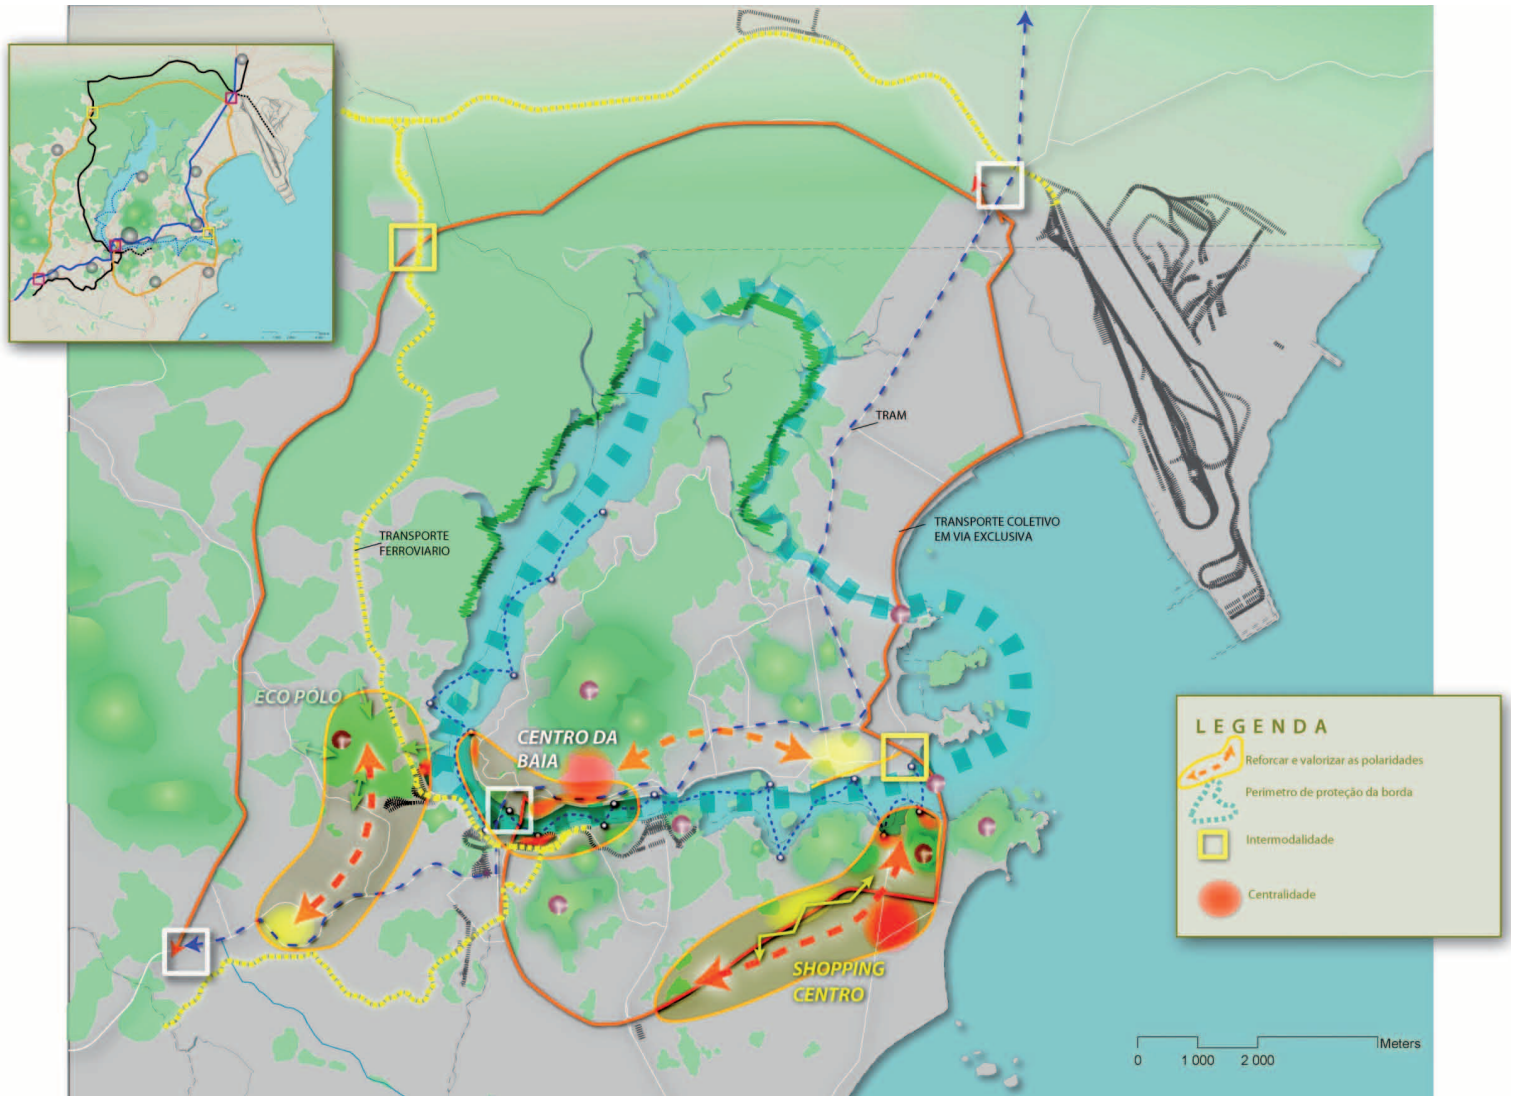 TRAM
TRANSPORTE COLETIVO
EM VIA EXCLUSIVA
TRANSPORTE
FERROVIARIO
ECO PÓLO
CENTRO DA
BAIA
SHOPPING
CENTRO
LEGENDA
Reforcar e valorizar as polaridades
Perímetro de proteção da borda
Intermodalidade
Centralidade
Meters
0 1 000 2 000